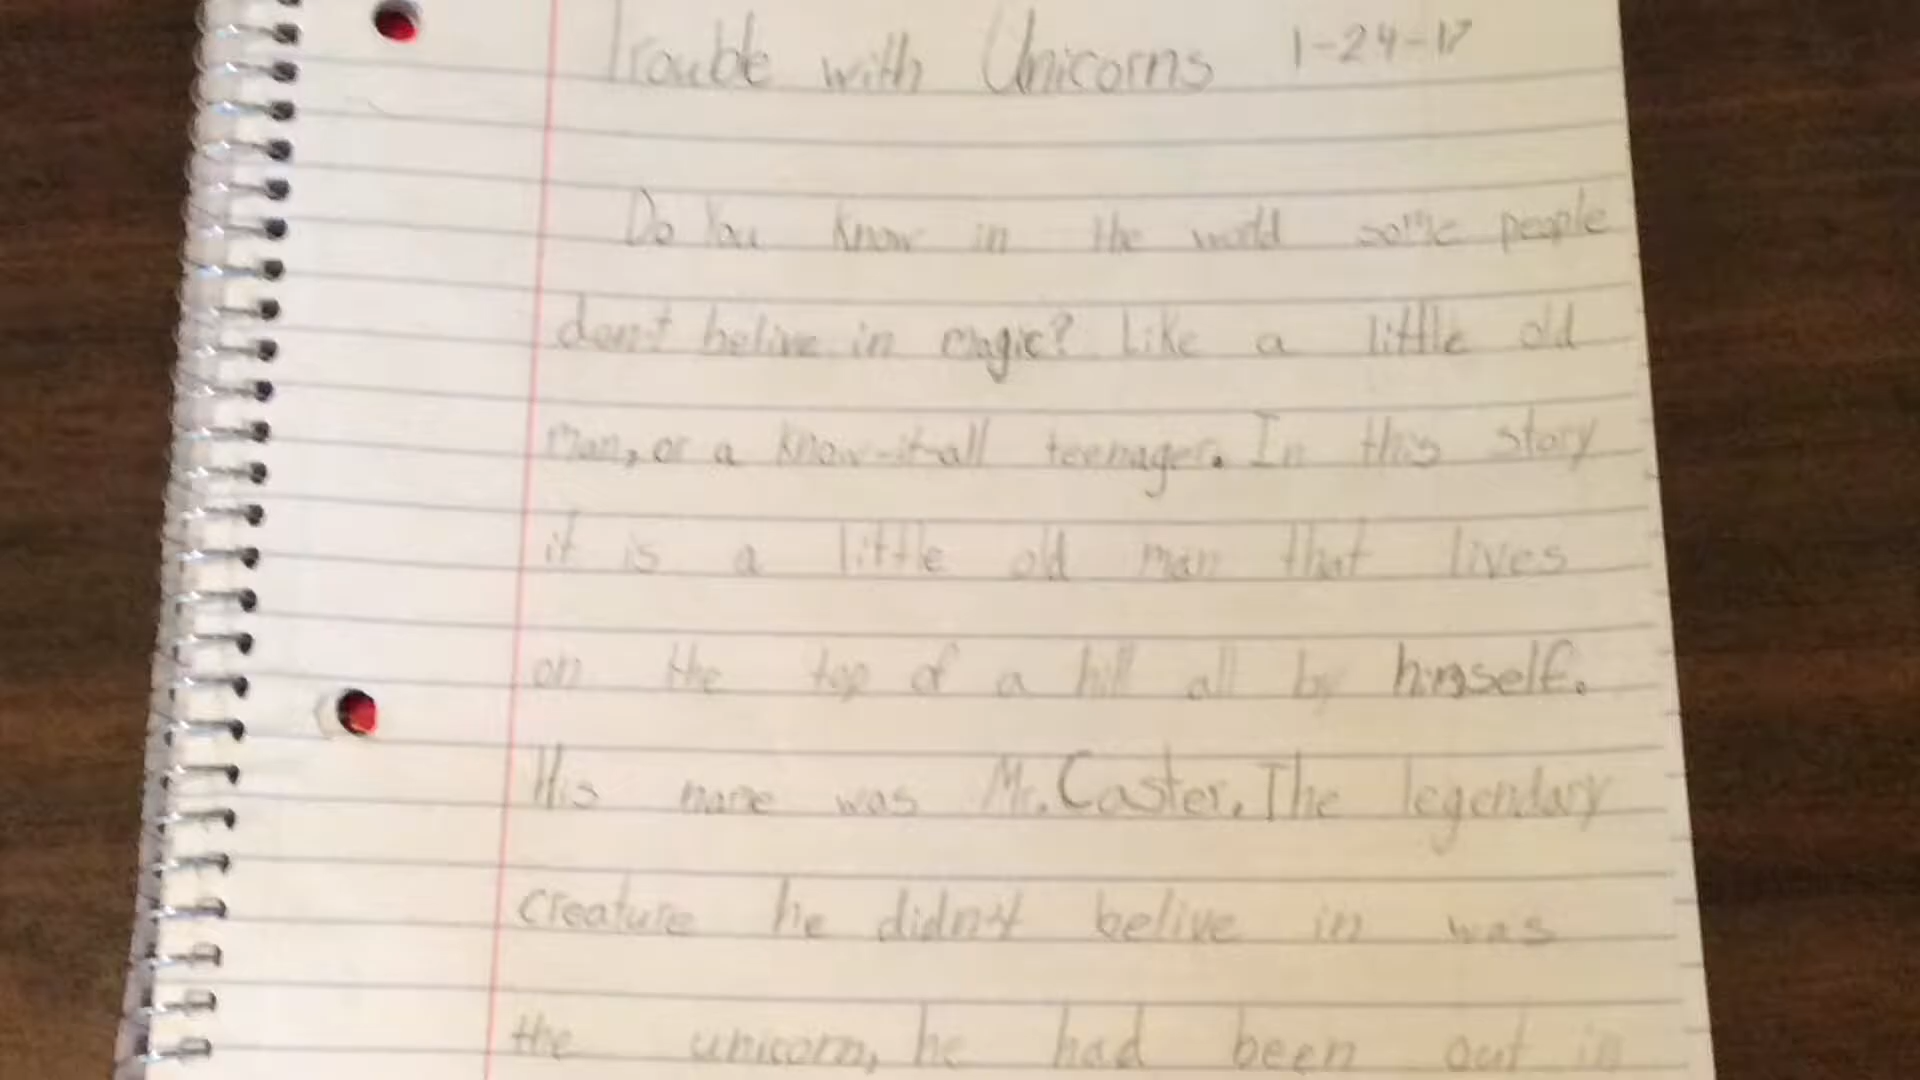 Trouble with Unicorns 1-24-17
Do You Know in the world some people
don't belive in magic? Like a little old
man, or a know-it-all teenager. In this story
it is a little old man that lives
on the top of a hill all by himself.
His name was Mr. Caster. The legendary
creature he didn't belive in was
the unicorn, he had been out in